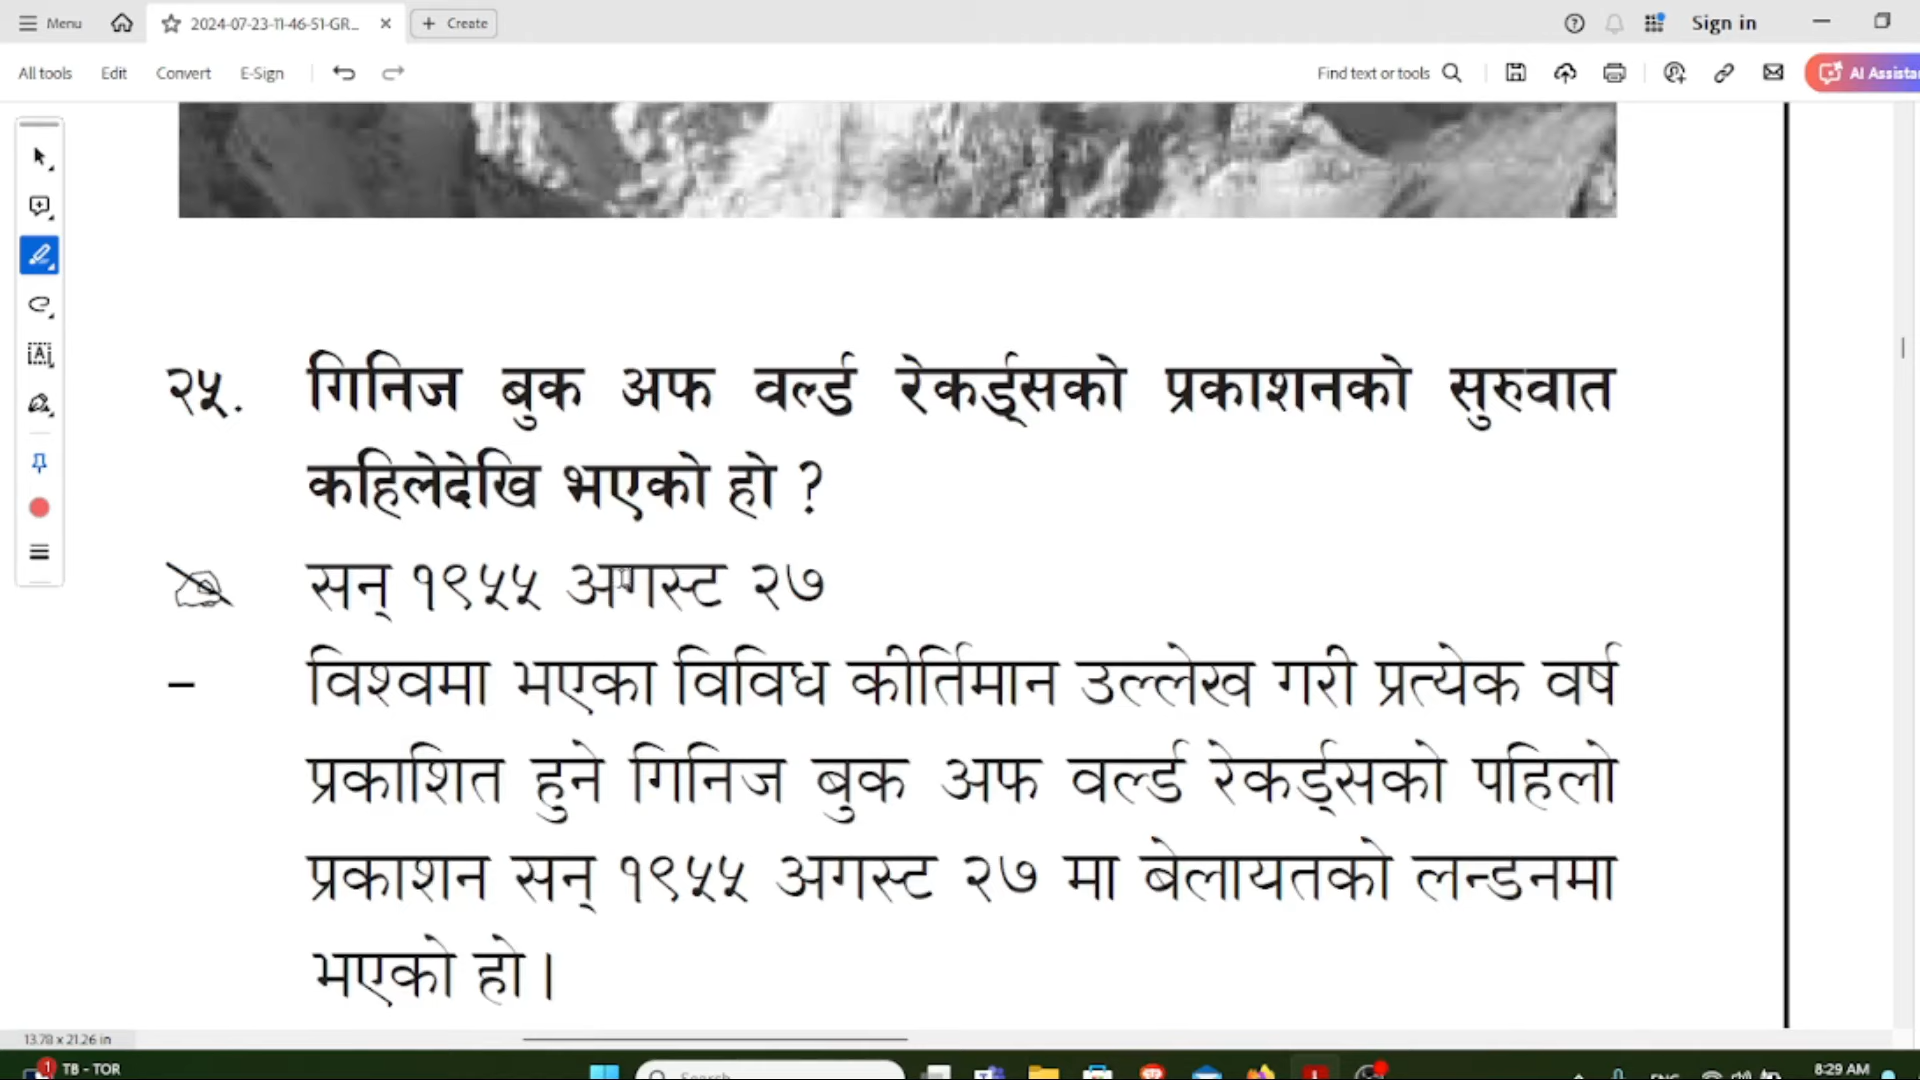 Menu
2024-07-23-11-46-51-GR...
Create
Sign in
All tools Edit Convert E-Sign
Find text or tools
AI Assista
२५. गिनिज बुक अफ वर्ल्ड रेकर्ड्सको प्रकाशनको सुरुवात
कहिलेदेखि भएको हो ?
सन् १९५५ अगस्ट २७
– विश्वमा भएका विविध कीर्तिमान उल्लेख गरी प्रत्येक वर्ष
प्रकाशित हुने गिनिज बुक अफ वर्ल्ड रेकर्ड्सको पहिलो
प्रकाशन सन् १९५५ अगस्ट २७ मा बेलायतको लन्डनमा
भएको हो।
13.78 x 21.26 in
1 TB - TOR
Search
ENG
8:29 AM